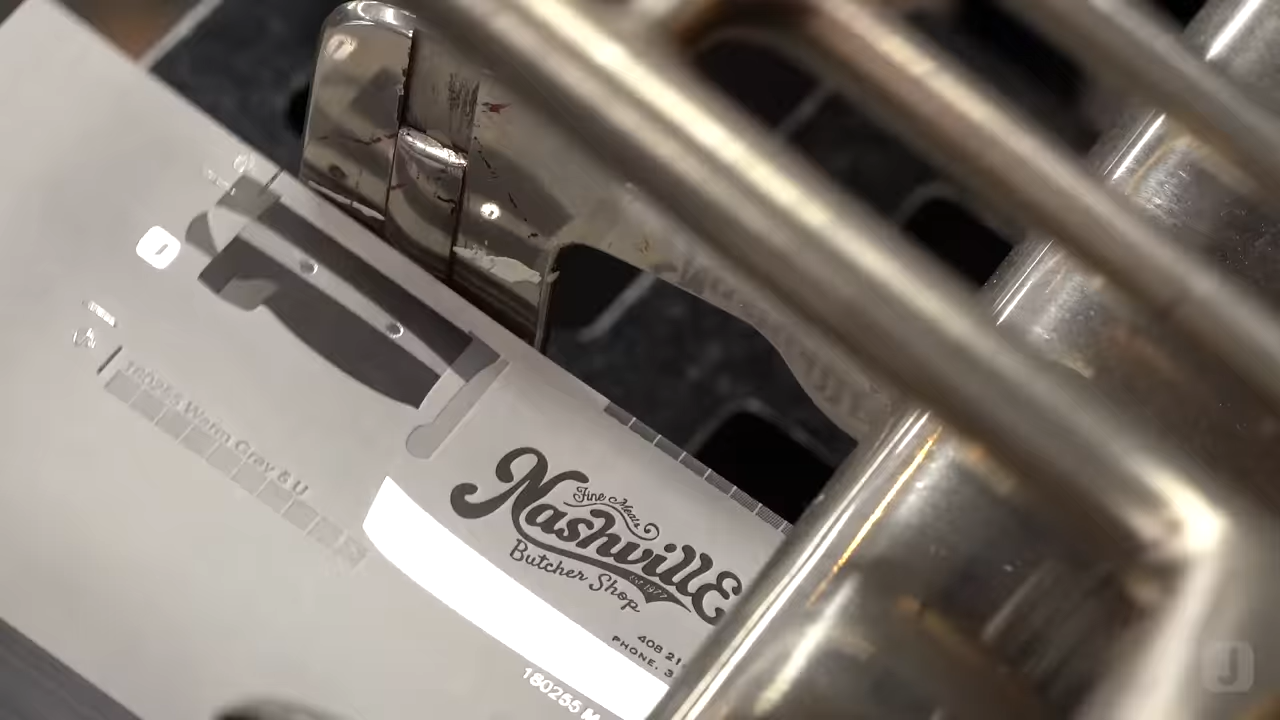 180255 Warm Gray 6 U
Fine Meats
Nashville
Est 1977
Butcher Shop
408 21
PHONE. 3
180255 M
J